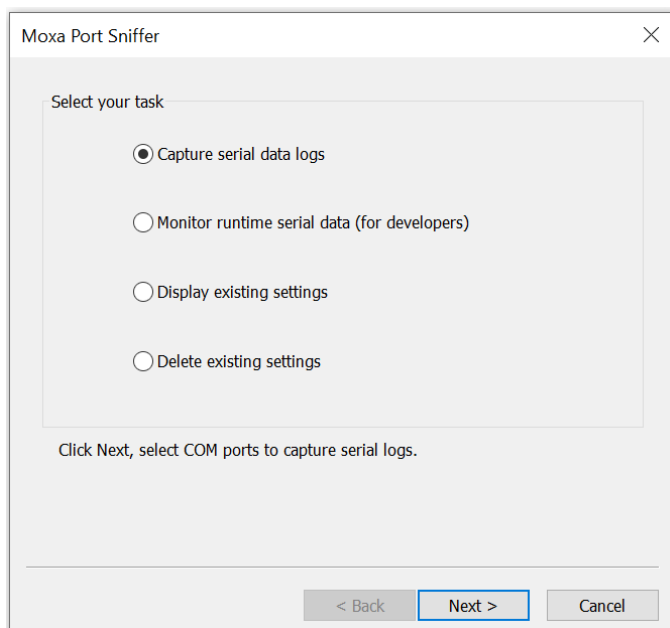 Moxa Port Sniffer
Select your task
Capture serial data logs
Monitor runtime serial data (for developers)
Display existing settings
Delete existing settings
Click Next, select COM ports to capture serial logs.
< Back Next > Cancel